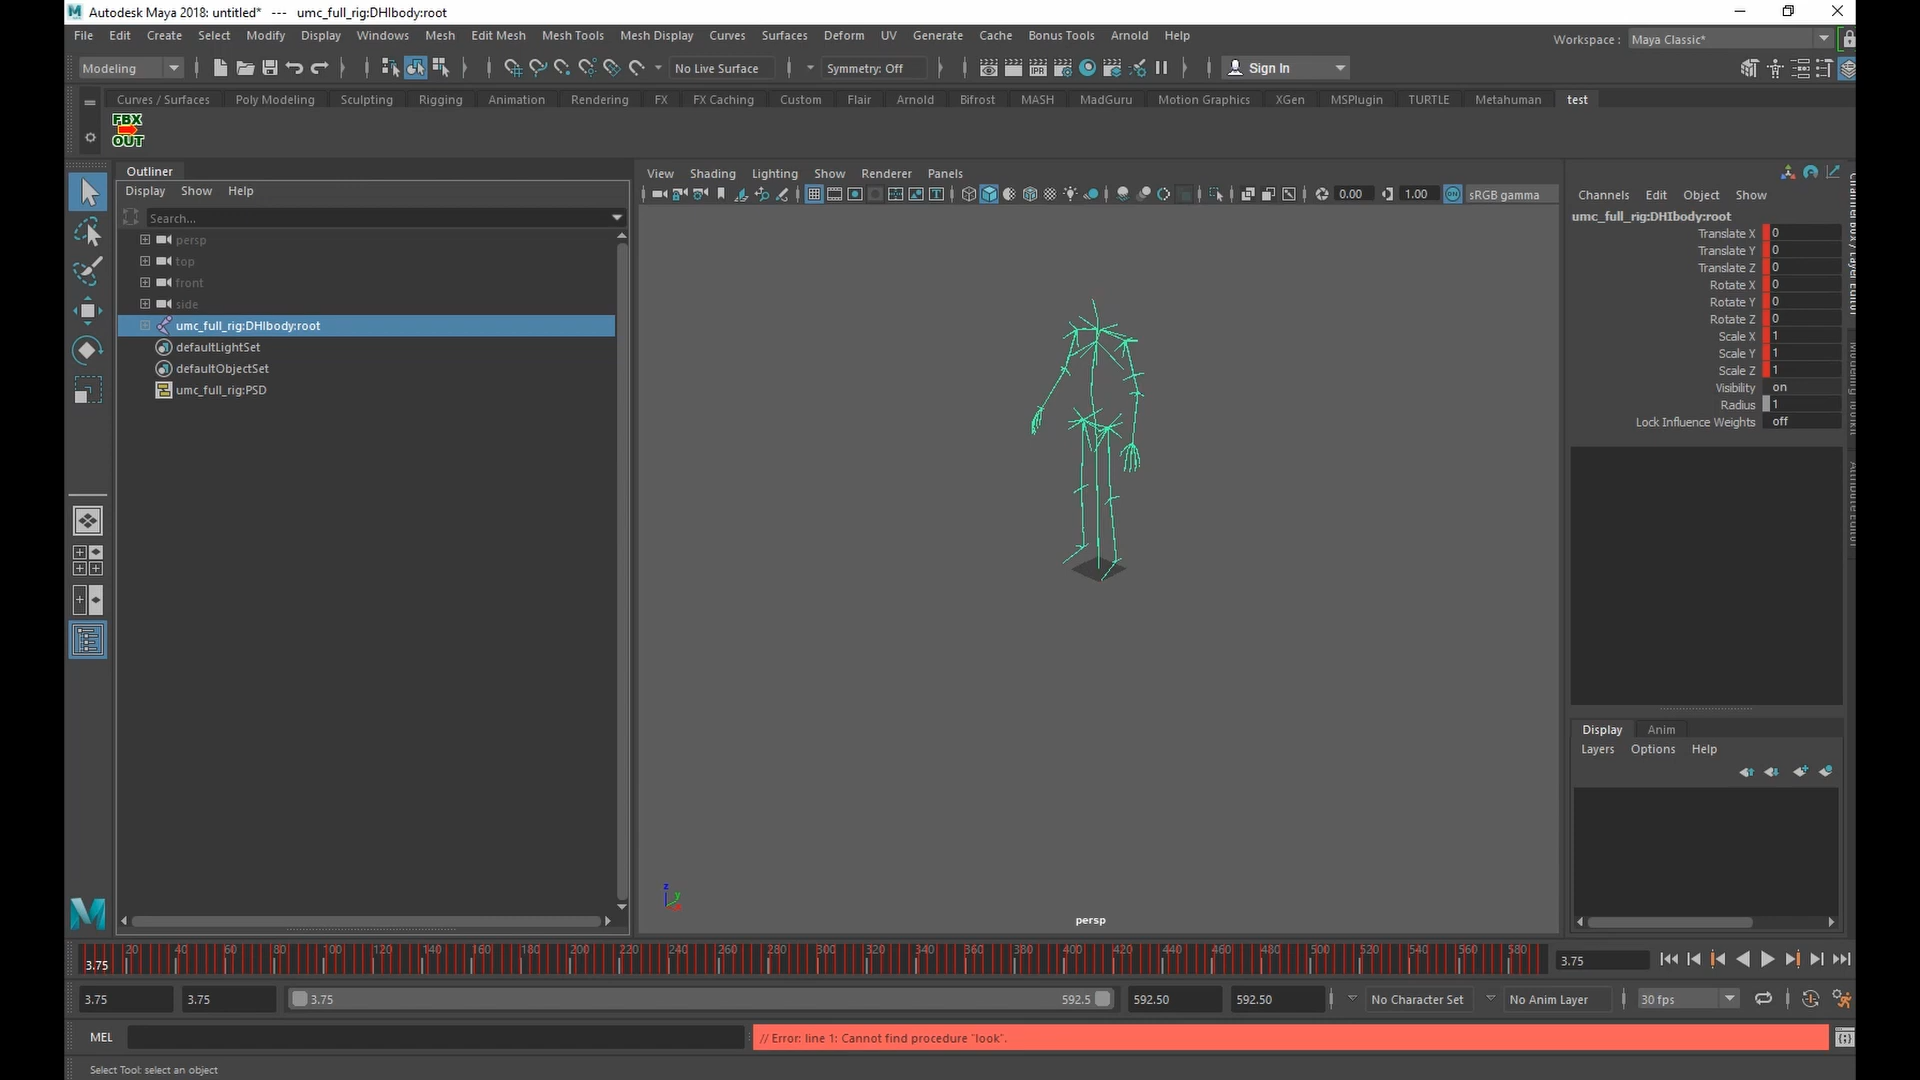 Autodesk Maya 2018: untitled* --- umc_full_rig:DHIbody:root
File Edit Create Select Modify Display Windows Mesh Edit Mesh Mesh Tools Mesh Display Curves Surfaces Deform UV Generate Cache Bonus Tools Arnold Help
Workspace : Maya Classic*
Modeling No Live Surface Symmetry: Off IPR Sign In
Curves / Surfaces Poly Modeling Sculpting Rigging Animation Rendering FX FX Caching Custom Flair Arnold Bifrost MASH MadGuru Motion Graphics XGen MSPlugin TURTLE Metahuman test
FBX
OUT
Outliner
Display Show Help
Search...
persp
top
front
side
umc_full_rig:DHIbody:root
defaultLightSet
defaultObjectSet
umc_full_rig:PSD
View Shading Lighting Show Renderer Panels
0.00 1.00 ON sRGB gamma
z
y
persp
Channels Edit Object Show
umc_full_rig:DHIbody:root
Translate X 0
Translate Y 0
Translate Z 0
Rotate X 0
Rotate Y 0
Rotate Z 0
Scale X 1
Scale Y 1
Scale Z 1
Visibility on
Radius 1
Lock Influence Weights off
Display Anim
Layers Options Help
20 40 60 80 100 120 140 160 180 200 220 240 260 280 300 320 340 360 380 400 420 440 460 480 500 520 540 560 580
3.75
3.75
3.75 3.75 3.75 592.5 592.50 592.50 No Character Set No Anim Layer 30 fps
MEL // Error: line 1: Cannot find procedure "look".
Select Tool: select an object